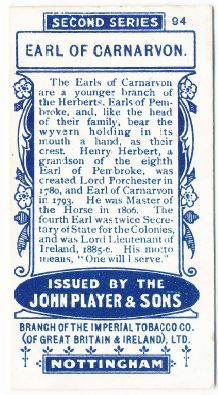 SECOND SERIES 94
EARL OF CARNARVON.
The Earls of Carnarvon
are a younger branch of
the Herberts, Earls of Pem-
broke, and, like the head
of their family, bear the
wyvern holding in its
mouth a hand, as their
crest. Henry Herbert, a
grandson of the eighth
Earl of Pembroke, was
created Lord Porchester in
1780, and Earl of Carnarvon
in 1793. He was Master of
the Horse in 1806. The
fourth Earl was twice Secre-
tary of State for the Colonies,
and was Lord Lieutenant of
Ireland, 1885-6. His motto
means, "One will I serve."
ISSUED BY THE
JOHN PLAYER & SONS
BRANCH OF THE IMPERIAL TOBACCO CO.
(OF GREAT BRITAIN & IRELAND), LTD.
NOTTINGHAM